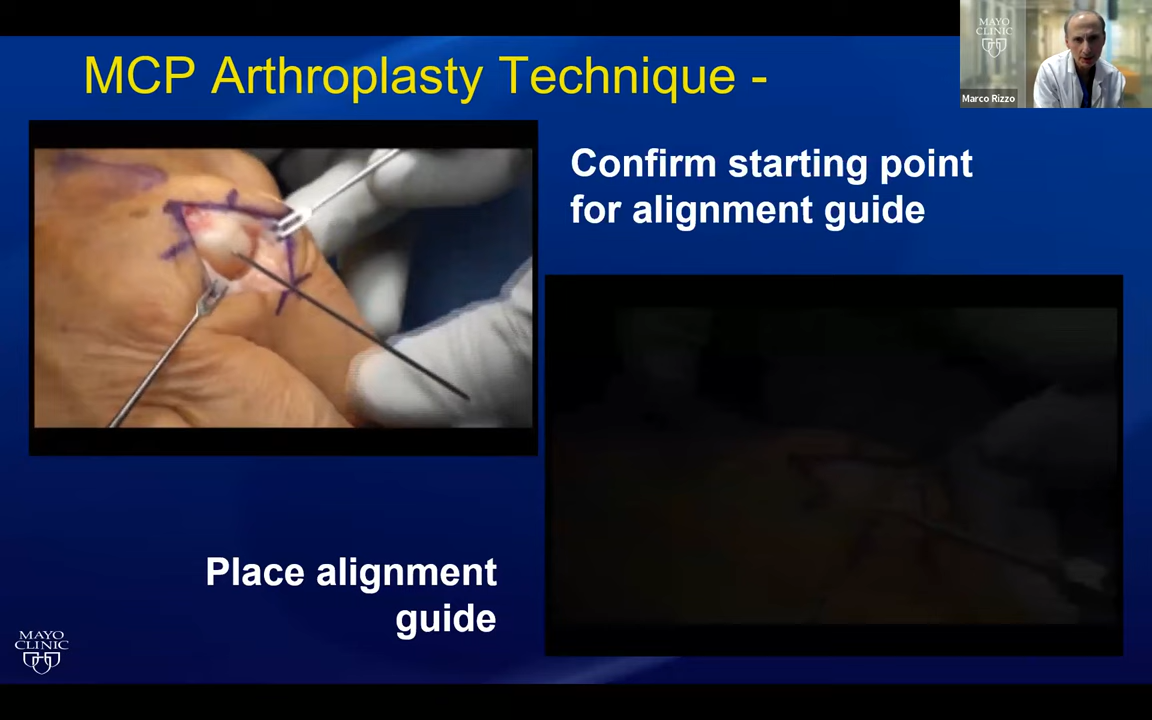 MCP Arthroplasty Technique -
MAYO
CLINIC
Marco Rizzo
Confirm starting point
for alignment guide
Place alignment
guide
MAYO
CLINIC